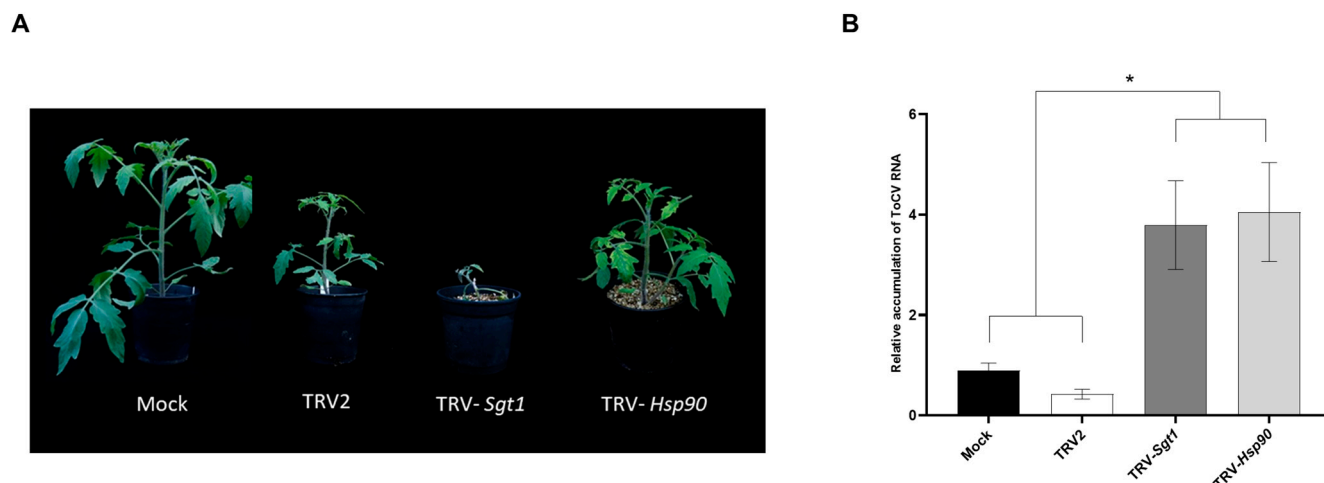 A
Mock
TRV2
TRV- Sgt1
TRV- Hsp90
B
*
Relative accumulation of ToCV RNA
6
4
2
0
Mock
TRV2
TRV-Sgt1
TRV-Hsp90